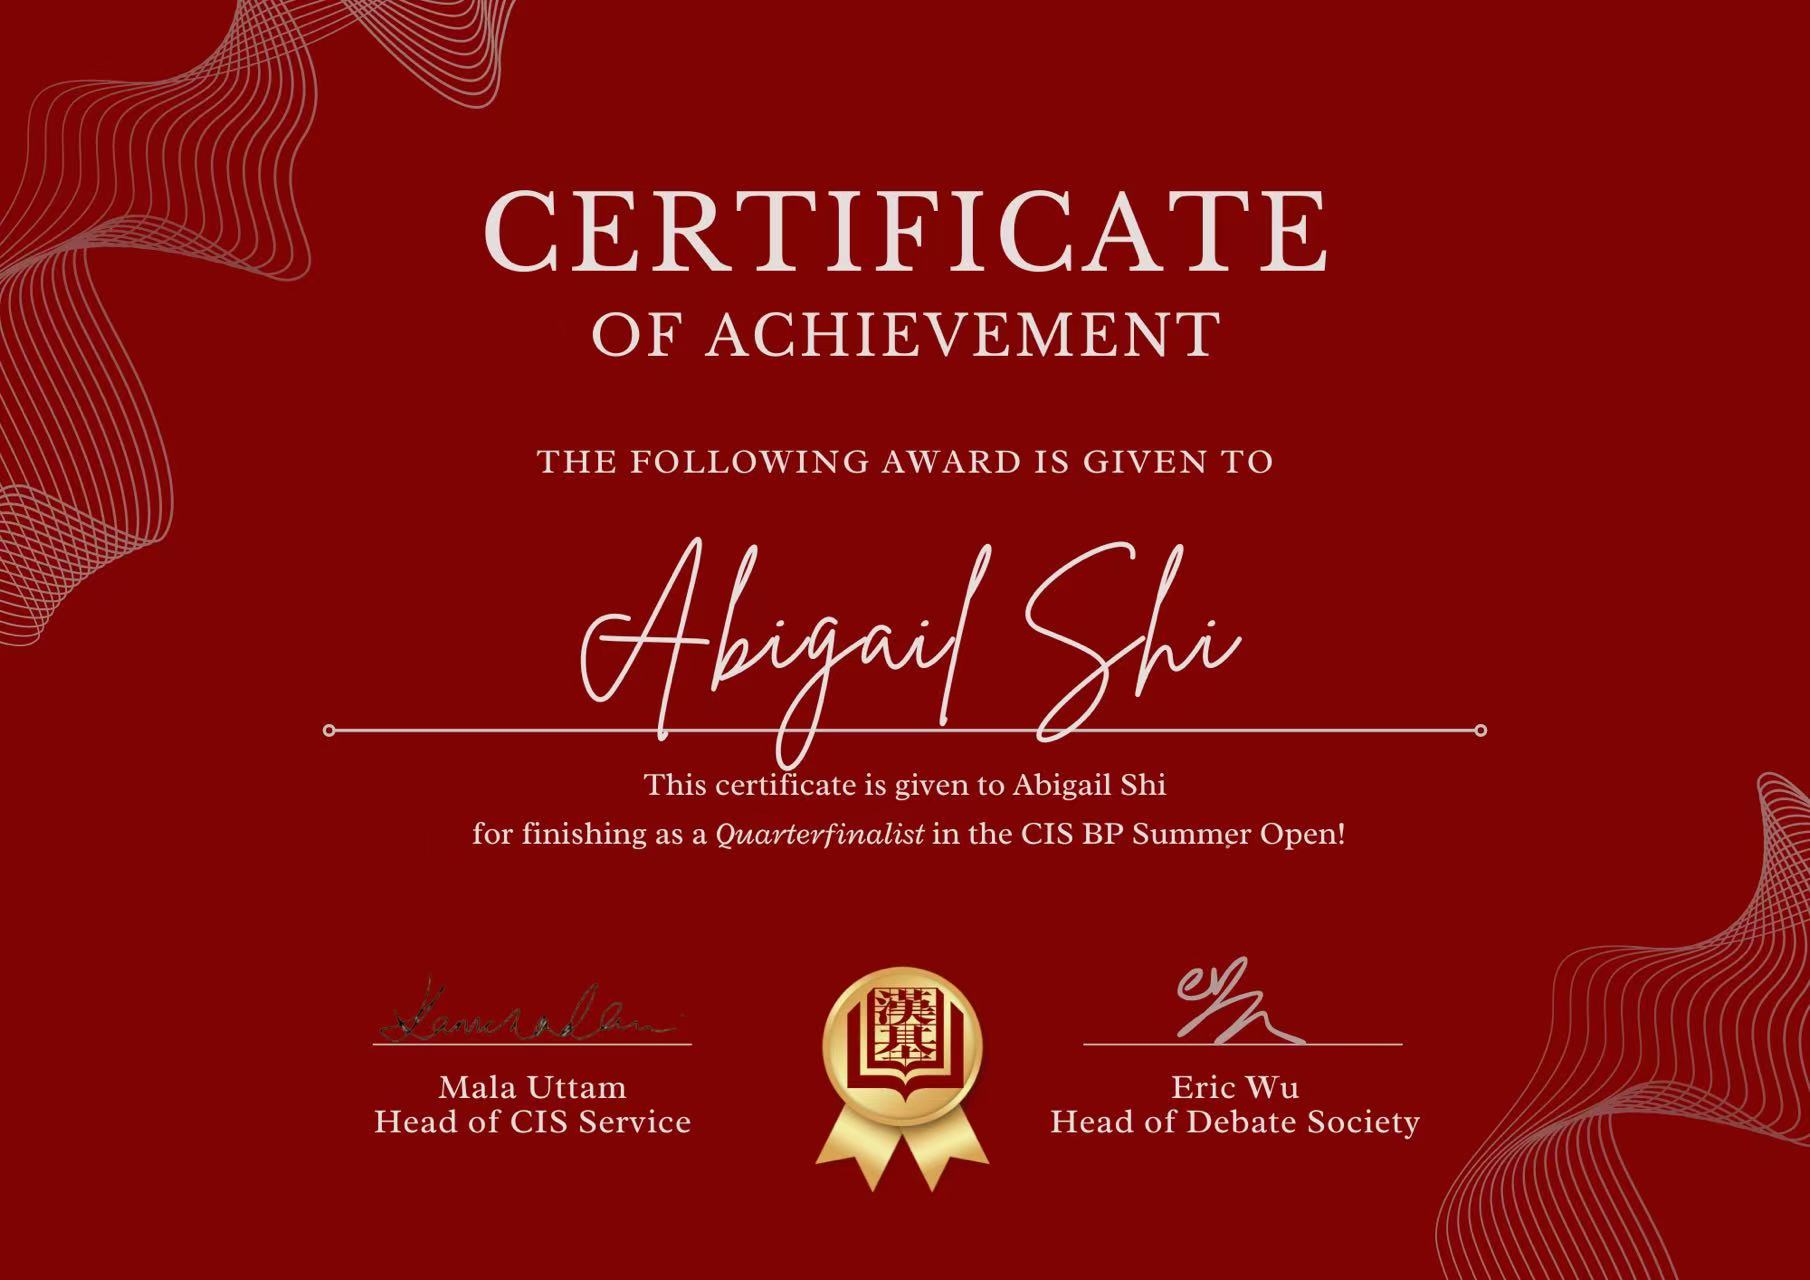 CERTIFICATE
OF ACHIEVEMENT
THE FOLLOWING AWARD IS GIVEN TO
Abigail Shi
This certificate is given to Abigail Shi
for finishing as a Quarterfinalist in the CIS BP Summer Open!
漢基
Mala Uttam
Head of CIS Service
Eric Wu
Head of Debate Society